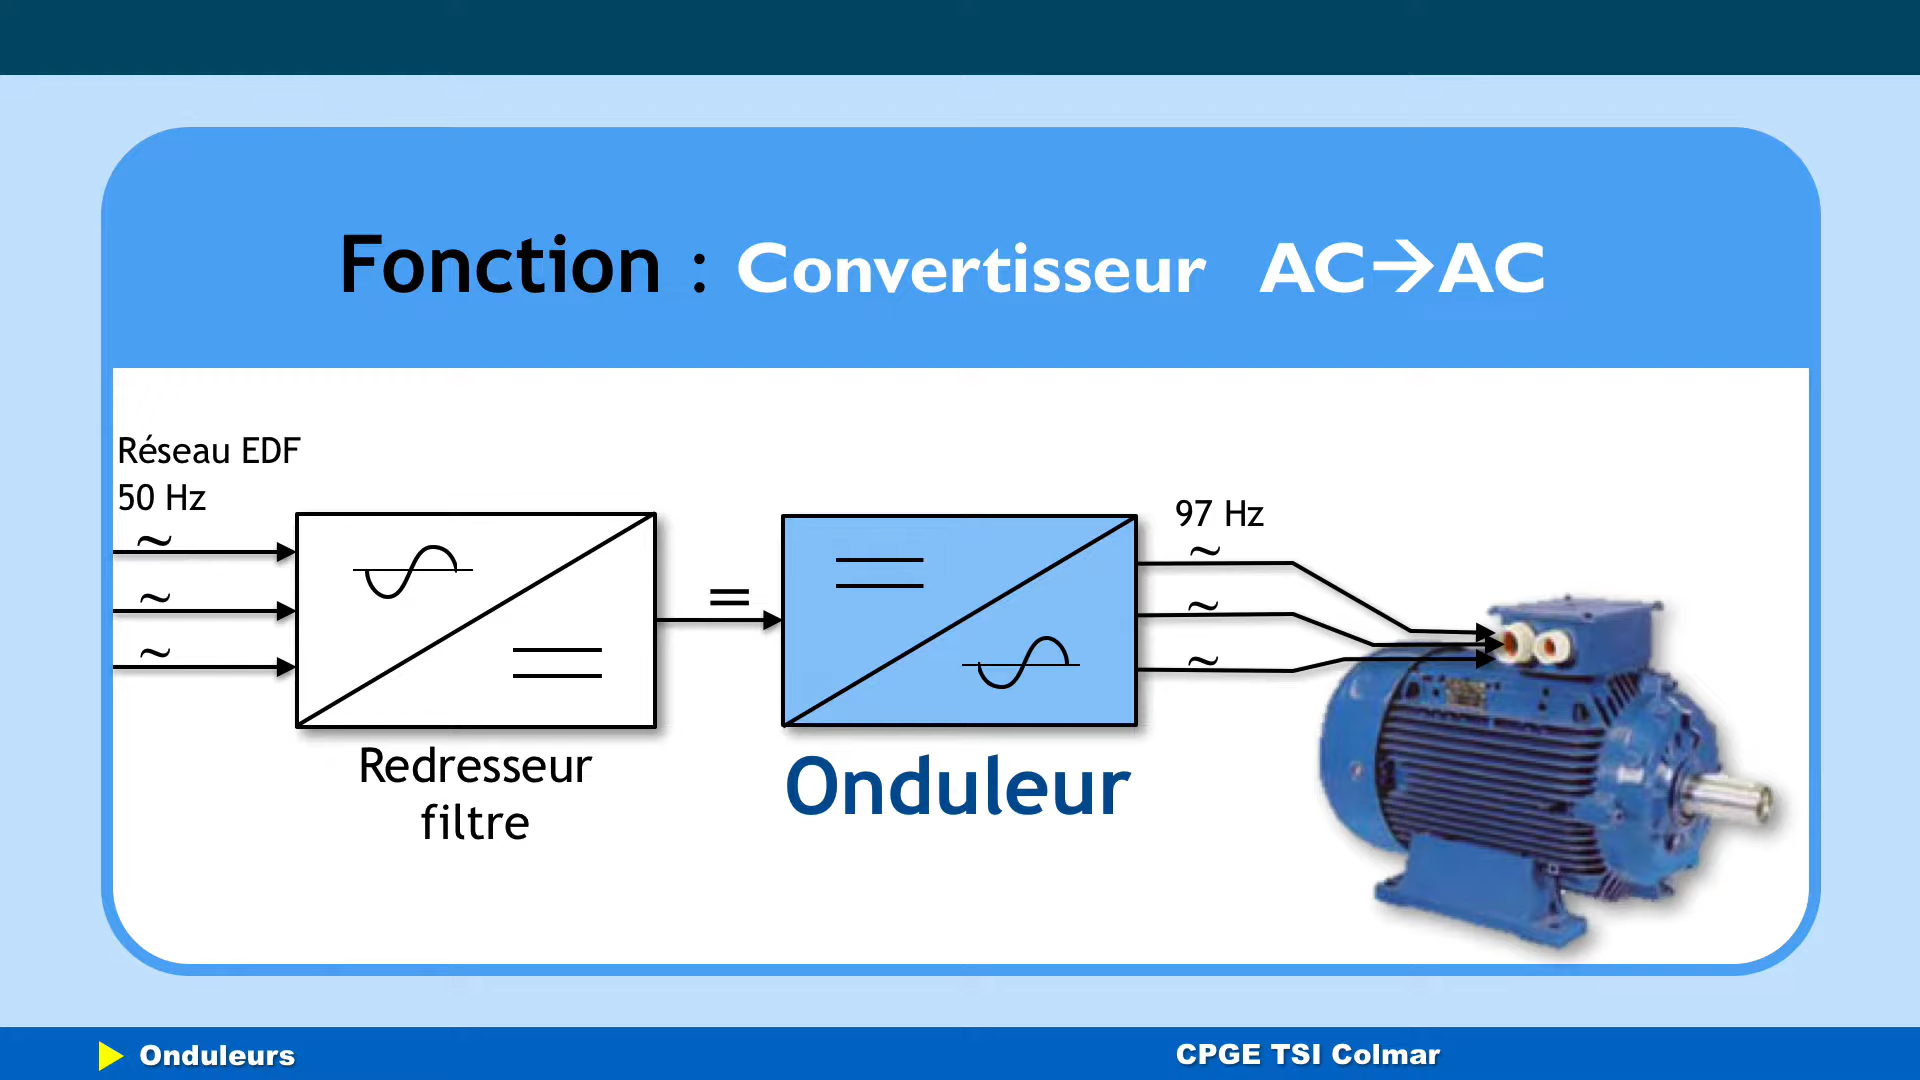 Fonction : Convertisseur AC→AC
Réseau EDF
50 Hz
~
~
~
=
97 Hz
~
~
~
Redresseur
filtre
Onduleur
Onduleurs
CPGE TSI Colmar